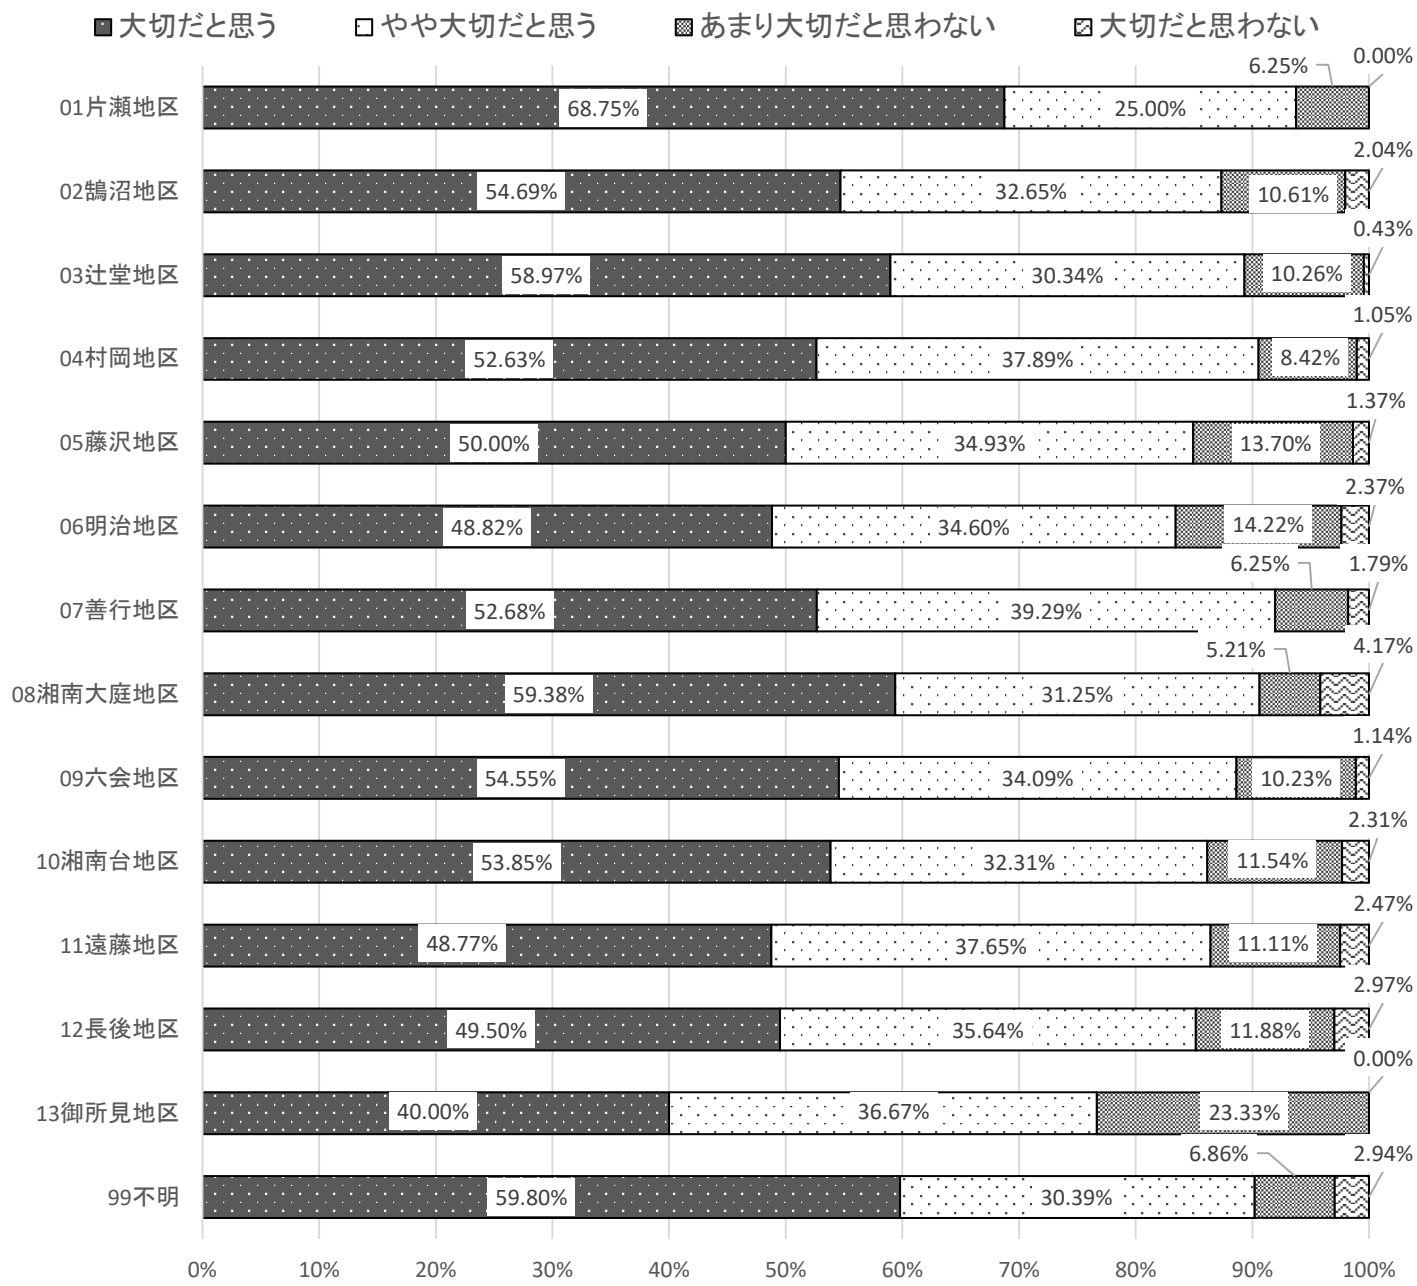 大切だと思う やや大切だと思う あまり大切だと思わない 大切だと思わない
6.25% 0.00%
01片瀬地区 68.75% 25.00%
2.04%
02鵠沼地区 54.69% 32.65% 10.61%
0.43%
03辻堂地区 58.97% 30.34% 10.26%
1.05%
04村岡地区 52.63% 37.89% 8.42%
1.37%
05藤沢地区 50.00% 34.93% 13.70%
2.37%
06明治地区 48.82% 34.60% 14.22%
6.25% 1.79%
07善行地区 52.68% 39.29%
5.21% 4.17%
08湘南大庭地区 59.38% 31.25%
1.14%
09六会地区 54.55% 34.09% 10.23%
2.31%
10湘南台地区 53.85% 32.31% 11.54%
2.47%
11遠藤地区 48.77% 37.65% 11.11%
2.97%
12長後地区 49.50% 35.64% 11.88%
0.00%
13御所見地区 40.00% 36.67% 23.33%
6.86% 2.94%
99不明 59.80% 30.39%
0% 10% 20% 30% 40% 50% 60% 70% 80% 90% 100%